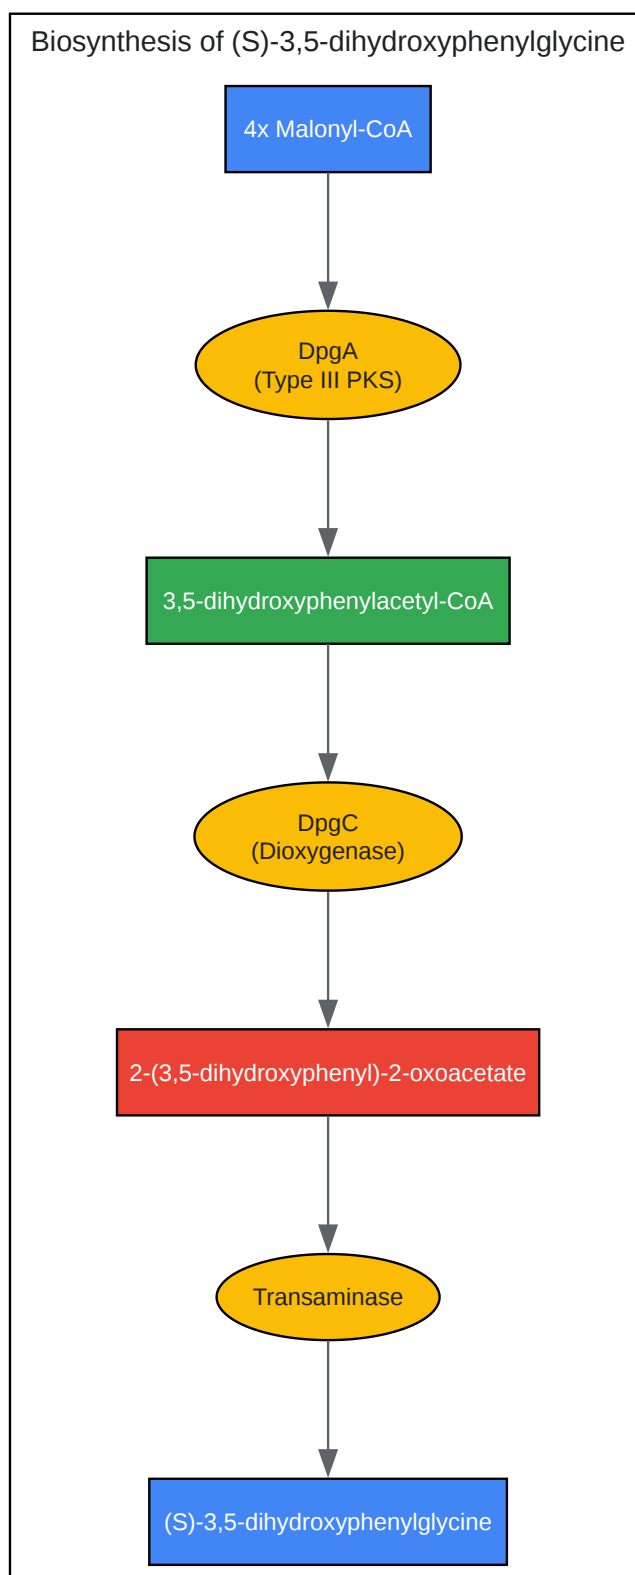 Biosynthesis of (S)-3,5-dihydroxyphenylglycine
4x Malonyl-CoA
DpgA
(Type III PKS)
3,5-dihydroxyphenylacetyl-CoA
DpgC
(Dioxygenase)
2-(3,5-dihydroxyphenyl)-2-oxoacetate
Transaminase
(S)-3,5-dihydroxyphenylglycine